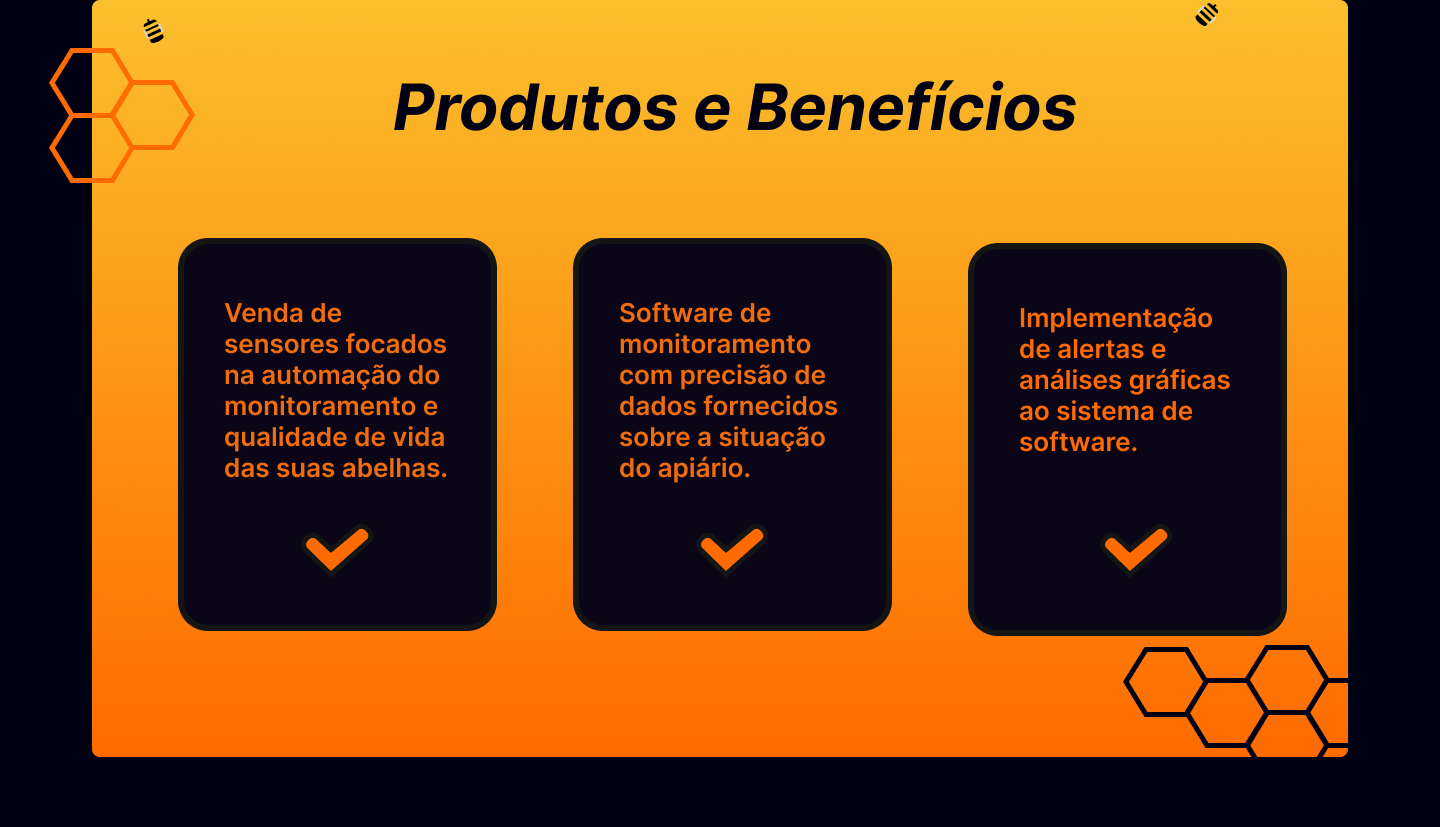 Produtos e Benefícios
Venda de
sensores focados
na automação do
monitoramento e
qualidade de vida
das suas abelhas.
Software de
monitoramento
com precisão de
dados fornecidos
sobre a situação
do apiário.
Implementação
de alertas e
análises gráficas
ao sistema de
software.